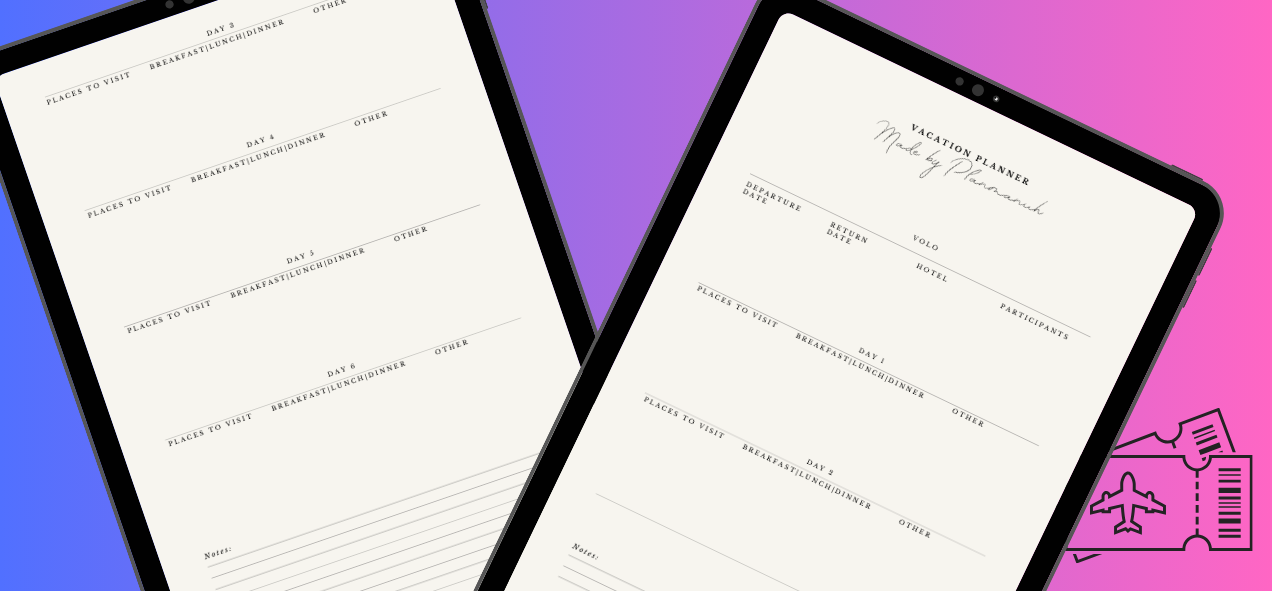 DAY 3
PLACES TO VISIT BREAKFAST|LUNCH|DINNER OTHER
DAY 4
PLACES TO VISIT BREAKFAST|LUNCH|DINNER OTHER
DAY 5
PLACES TO VISIT BREAKFAST|LUNCH|DINNER OTHER
DAY 6
PLACES TO VISIT BREAKFAST|LUNCH|DINNER OTHER
Notes:
VACATION PLANNER
Made by Planmanuh
DEPARTURE
DATE
RETURN
DATE
VOLO
HOTEL
PARTICIPANTS
DAY 1
PLACES TO VISIT BREAKFAST|LUNCH|DINNER OTHER
DAY 2
PLACES TO VISIT BREAKFAST|LUNCH|DINNER OTHER
Notes: